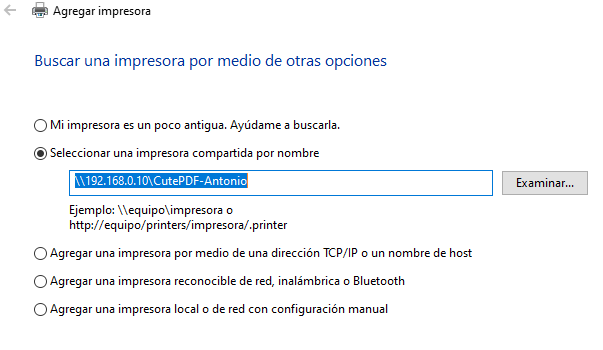 Agregar impresora
Buscar una impresora por medio de otras opciones
Mi impresora es un poco antigua. Ayúdame a buscarla.
Seleccionar una impresora compartida por nombre
\\192.168.0.10\CutePDF-Antonio
Examinar...
Ejemplo: \\equipo\impresora o
http://equipo/printers/impresora/.printer
Agregar una impresora por medio de una dirección TCP/IP o un nombre de host
Agregar una impresora reconocible de red, inalámbrica o Bluetooth
Agregar una impresora local o de red con configuración manual